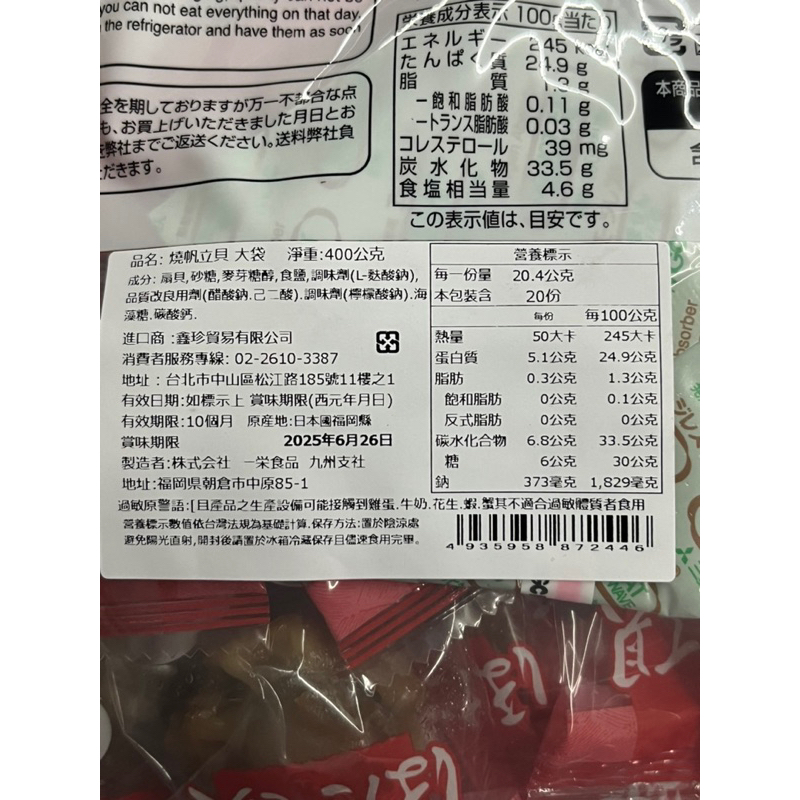 you can not eat everything on that day,
the refrigerator and have them as soon
全を期しておりますが万一不都合な点
も、お買上げいただきました月日とお
弊社までご返送ください。送料弊社負
だきます。
栄養成分表示 100g当たり
エネルギー 245 kcal
たんぱく質 24.9 g
脂質 1.3 g
ー飽和脂肪酸 0.11 g
ートランス脂肪酸 0.03 g
コレステロール 39 mg
炭水化物 33.5 g
食塩相当量 4.6 g
この表示値は、目安です。
本商品
品名: 燒帆立貝 大袋 淨重:400公克
成分: 扇貝,砂糖,麥芽糖醇,食鹽,調味劑(L-麩酸鈉),
品質改良用劑(醋酸鈉.己二酸).調味劑(檸檬酸鈉).海
藻糖.碳酸鈣.
進口商 :鑫珍貿易有限公司
消費者服務專線: 02-2610-3387
地址 : 台北市中山區松江路185號11樓之1
有效日期:如標示上 賞味期限(西元年月日)
有效期限:10個月 原產地:日本國福岡縣
賞味期限 2025年6月26日
製造者:株式会社 一栄食品 九州支社
地址:福岡県朝倉市中原85-1
營養標示
每一份量 20.4公克
本包裝含 20份
每份 每100公克
熱量 50大卡 245大卡
蛋白質 5.1公克 24.9公克
脂肪 0.3公克 1.3公克
飽和脂肪 0公克 0.1公克
反式脂肪 0公克 0公克
碳水化合物 6.8公克 33.5公克
糖 6公克 30公克
鈉 373毫克 1,829毫克
過敏原警語:[目產品之生產設備可能接觸到雞蛋.牛奶.花生.蝦.蟹其不適合過敏體質者食用
營養標示數值依台灣法規為基礎計算.保存方法:置於陰涼處
避免陽光直射,開封後請置於冰箱冷藏保存且儘速食用完畢。
4 935958 872446